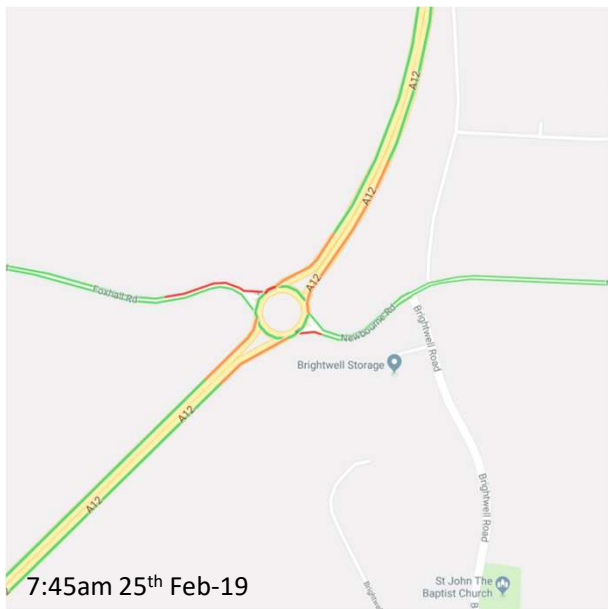 A12
A12
A12
Foxhall Rd
Newbourne Rd
Brightwell Road
Brightwell Storage
A12
Brightwell Road
A12
7:45am 25th Feb-19
St John The
Baptist Church
Brightwell
B